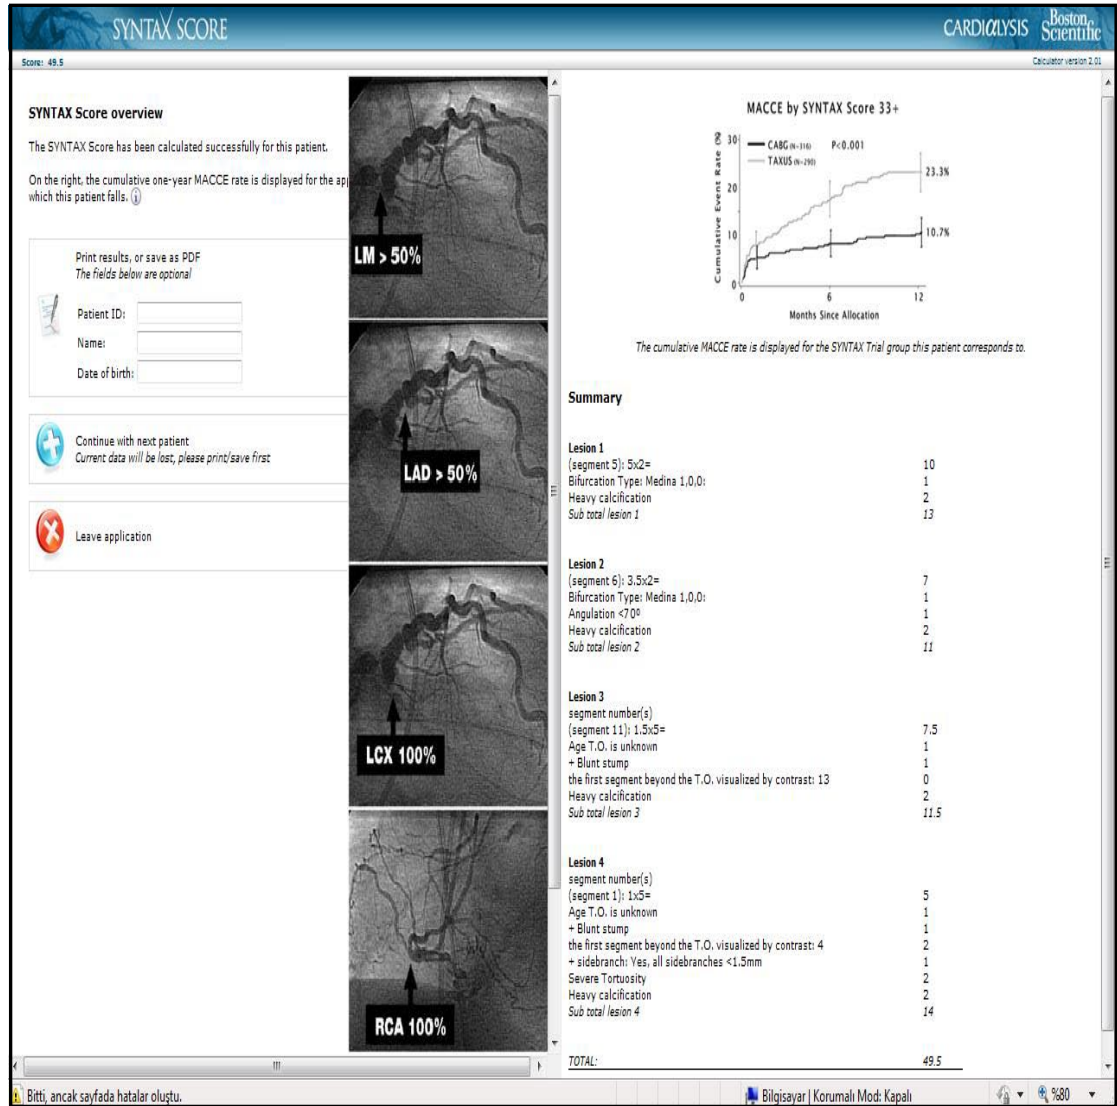 SYNTAX SCORE
CARDIALYSIS
Boston
Scientific
Score: 49.5
Calculator version 2.01
SYNTAX Score overview
The SYNTAX Score has been calculated successfully for this patient.
On the right, the cumulative one-year MACCE rate is displayed for the app
which this patient falls.
Print results, or save as PDF
The fields below are optional
Patient ID:
Name:
Date of birth:
Continue with next patient
Current data will be lost, please print/save first
Leave application
LM > 50%
LAD > 50%
LCX 100%
RCA 100%
MACCE by SYNTAX Score 33+
Cumulative Event Rate (%)
30
20
10
0
CABG (N=316) P<0.001
TAXUS (N=290)
23.3%
10.7%
0 6 12
Months Since Allocation
The cumulative MACCE rate is displayed for the SYNTAX Trial group this patient corresponds to.
Summary
Lesion 1
(segment 5): 5x2= 10
Bifurcation Type: Medina 1,0,0: 1
Heavy calcification 2
Sub total lesion 1 13
Lesion 2
(segment 6): 3.5x2= 7
Bifurcation Type: Medina 1,0,0: 1
Angulation <70º 1
Heavy calcification 2
Sub total lesion 2 11
Lesion 3
segment number(s)
(segment 11): 1.5x5= 7.5
Age T.O. is unknown 1
+ Blunt stump 1
the first segment beyond the T.O. visualized by contrast: 13 0
Heavy calcification 2
Sub total lesion 3 11.5
Lesion 4
segment number(s)
(segment 1): 1x5= 5
Age T.O. is unknown 1
+ Blunt stump 1
the first segment beyond the T.O. visualized by contrast: 4 2
+ sidebranch: Yes, all sidebranches <1.5mm 1
Severe Tortuosity 2
Heavy calcification 2
Sub total lesion 4 14
TOTAL: 49.5
Bitti, ancak sayfada hatalar oluştu.
Bilgisayar | Korumalı Mod: Kapalı
%80